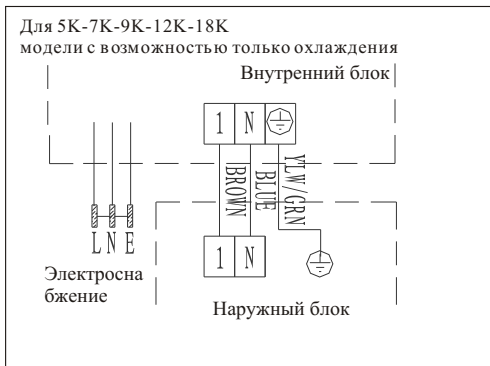 Для 5K-7K-9K-12K-18K
модели с возможностью только охлаждения
Внутренний блок
1 N
BROWN
BLUE
YLW/GRN
L N E
1 N
Электросна
бжение
Наружный блок